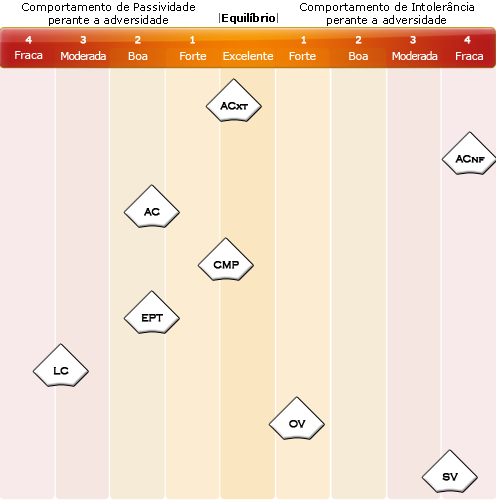 Comportamento de Passividade
perante a adversidade
|Equilíbrio|
Comportamento de Intolerância
perante a adversidade
4 3 2 1 1 2 3 4
Fraca Moderada Boa Forte Excelente Forte Boa Moderada Fraca
ACXT
ACNF
AC
CMP
EPT
LC
OV
SV